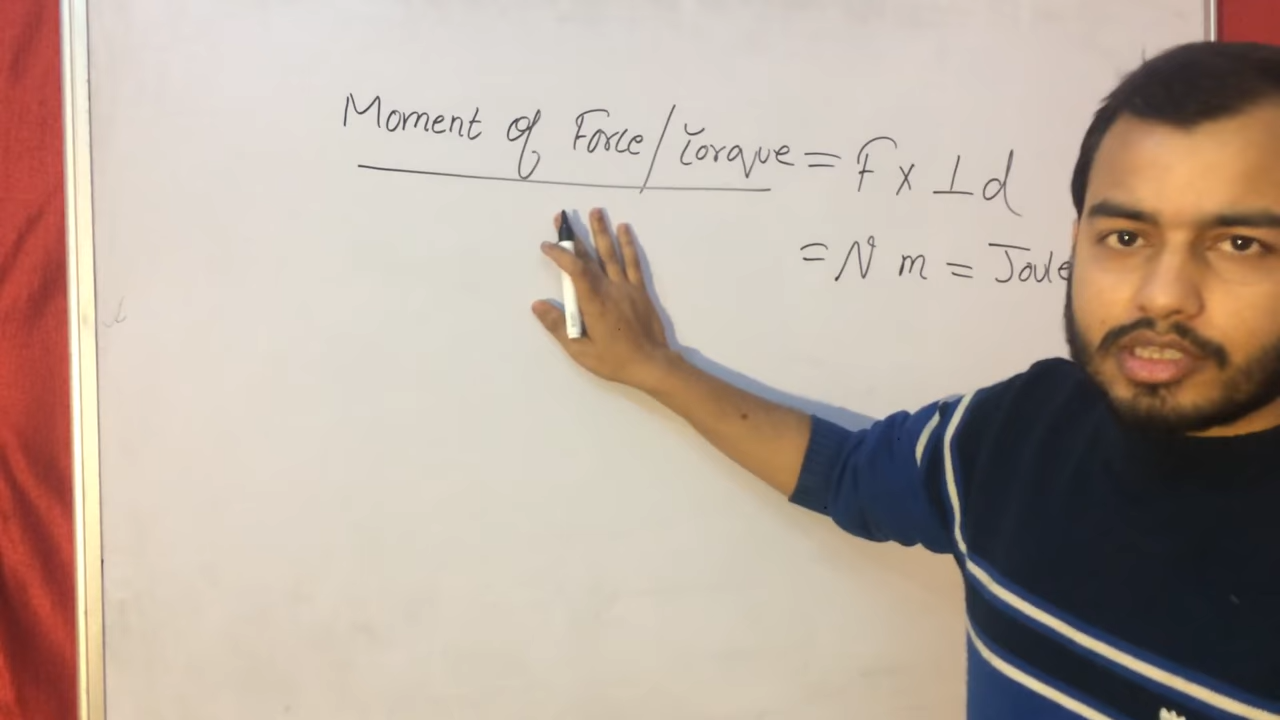 Moment of Force/Torque = F x ⊥ d
= N m = Joule